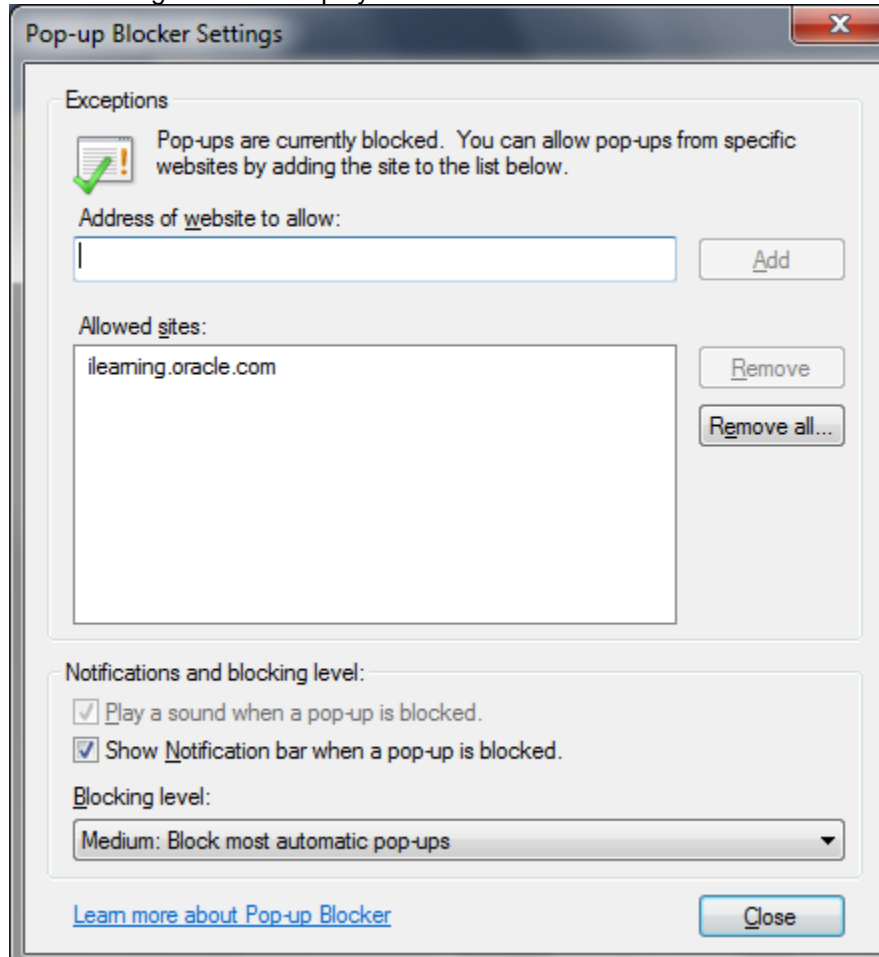 Pop-up Blocker Settings
Exceptions
Pop-ups are currently blocked. You can allow pop-ups from specific
websites by adding the site to the list below.
Address of website to allow:
Add
Allowed sites:
ilearning.oracle.com
Remove
Remove all...
Notifications and blocking level:
Play a sound when a pop-up is blocked.
Show Notification bar when a pop-up is blocked.
Blocking level:
Medium: Block most automatic pop-ups
Learn more about Pop-up Blocker
Close